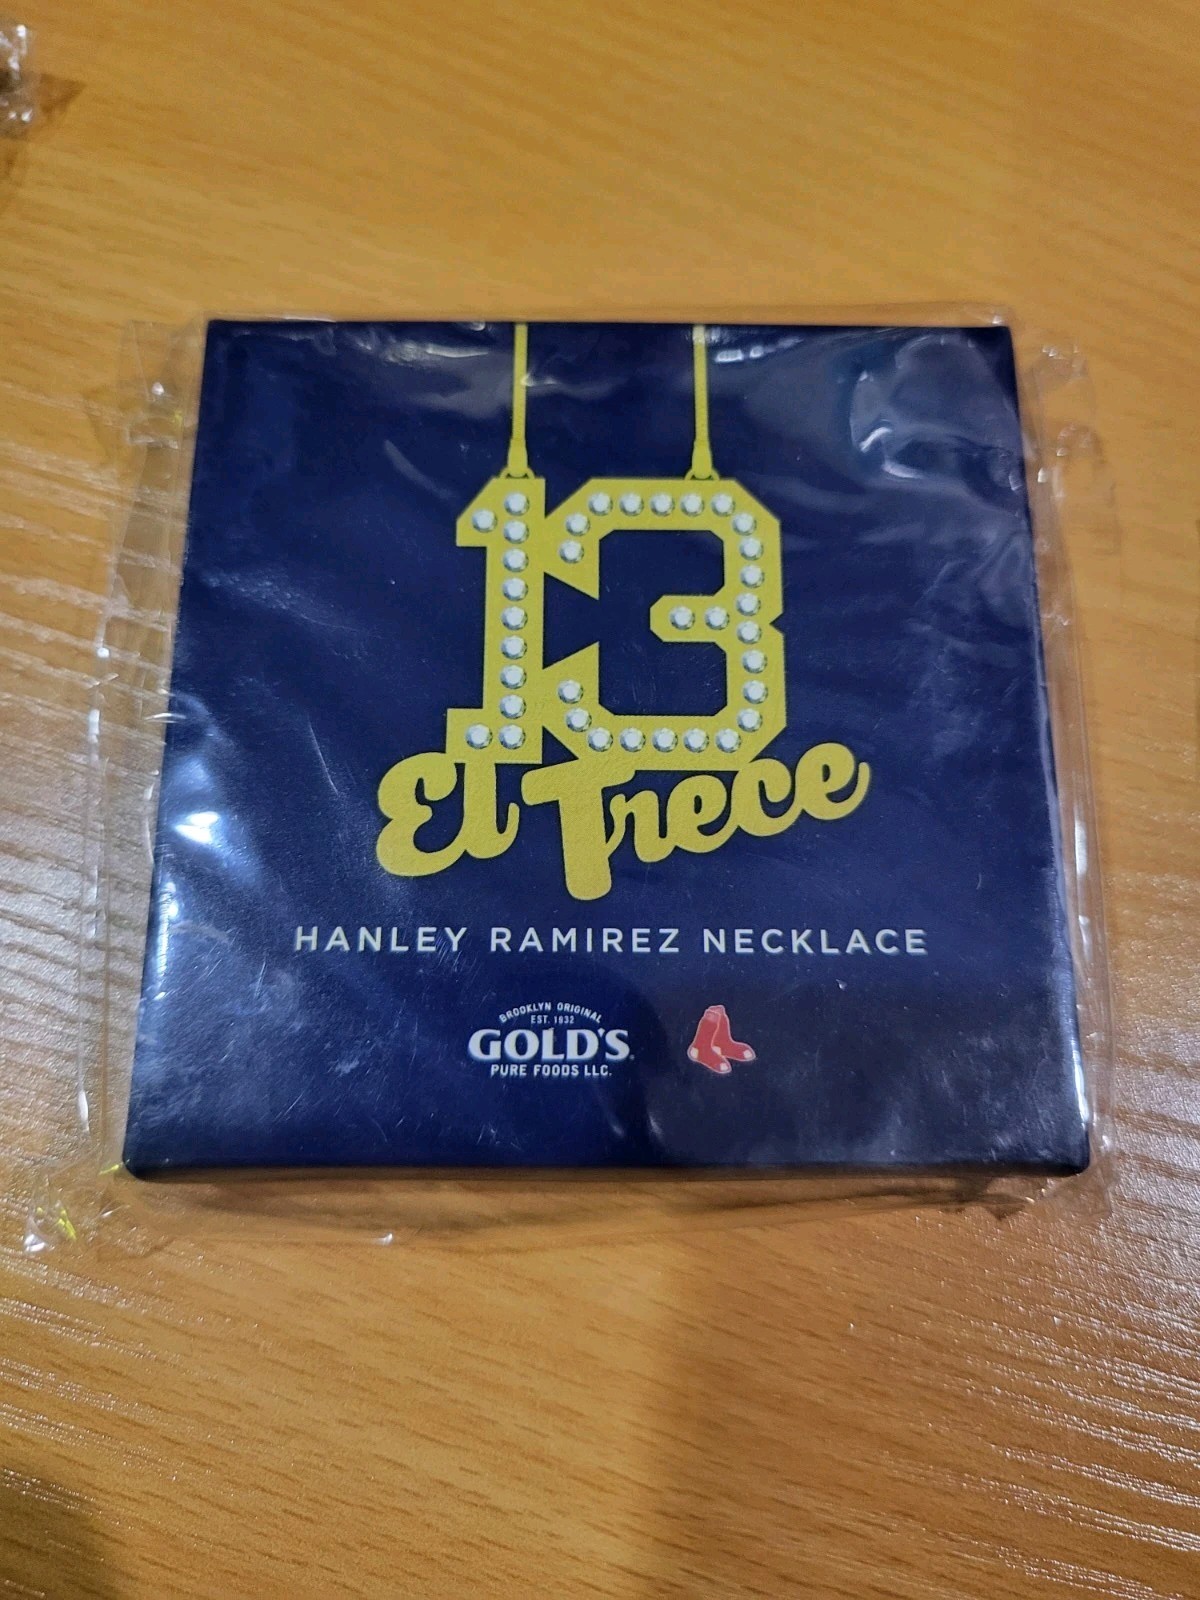 13
El Trece
HANLEY RAMIREZ NECKLACE
BROOKLYN ORIGINAL
EST. 1932
GOLD'S®
PURE FOODS LLC.